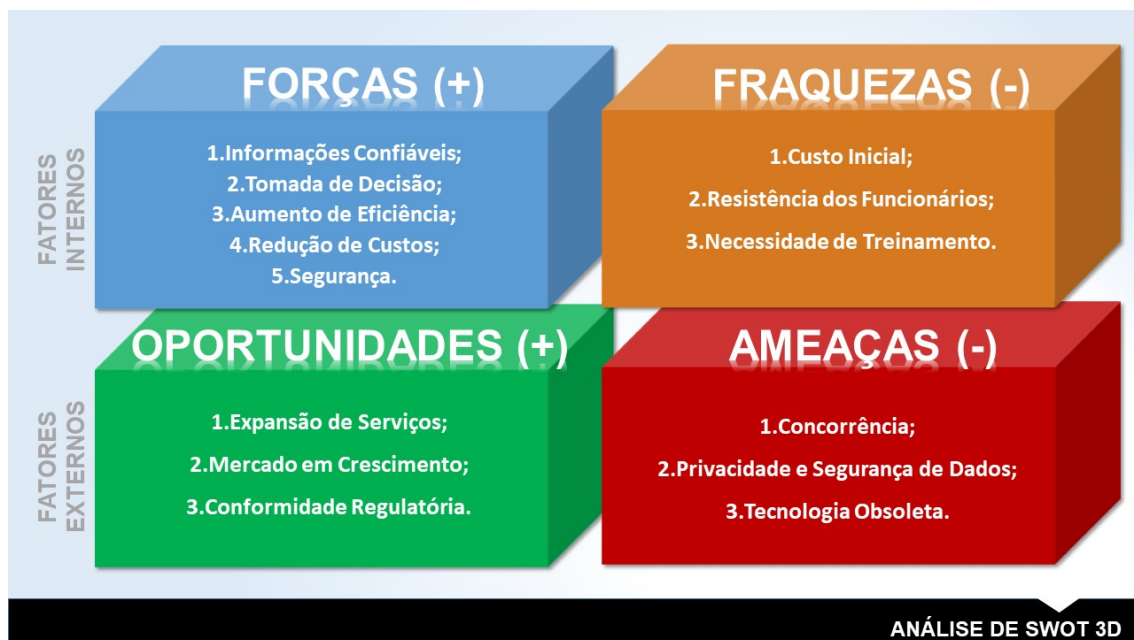 FORÇAS (+)
FATORES
INTERNOS
1.Informações Confiáveis;
2.Tomada de Decisão;
3.Aumento de Eficiência;
4.Redução de Custos;
5.Segurança.
FRAQUEZAS (-)
1.Custo Inicial;
2.Resistência dos Funcionários;
3.Necessidade de Treinamento.
OPORTUNIDADES (+)
FATORES
EXTERNOS
1.Expansão de Serviços;
2.Mercado em Crescimento;
3.Conformidade Regulatória.
AMEAÇAS (-)
1.Concorrência;
2.Privacidade e Segurança de Dados;
3.Tecnologia Obsoleta.
ANÁLISE DE SWOT 3D